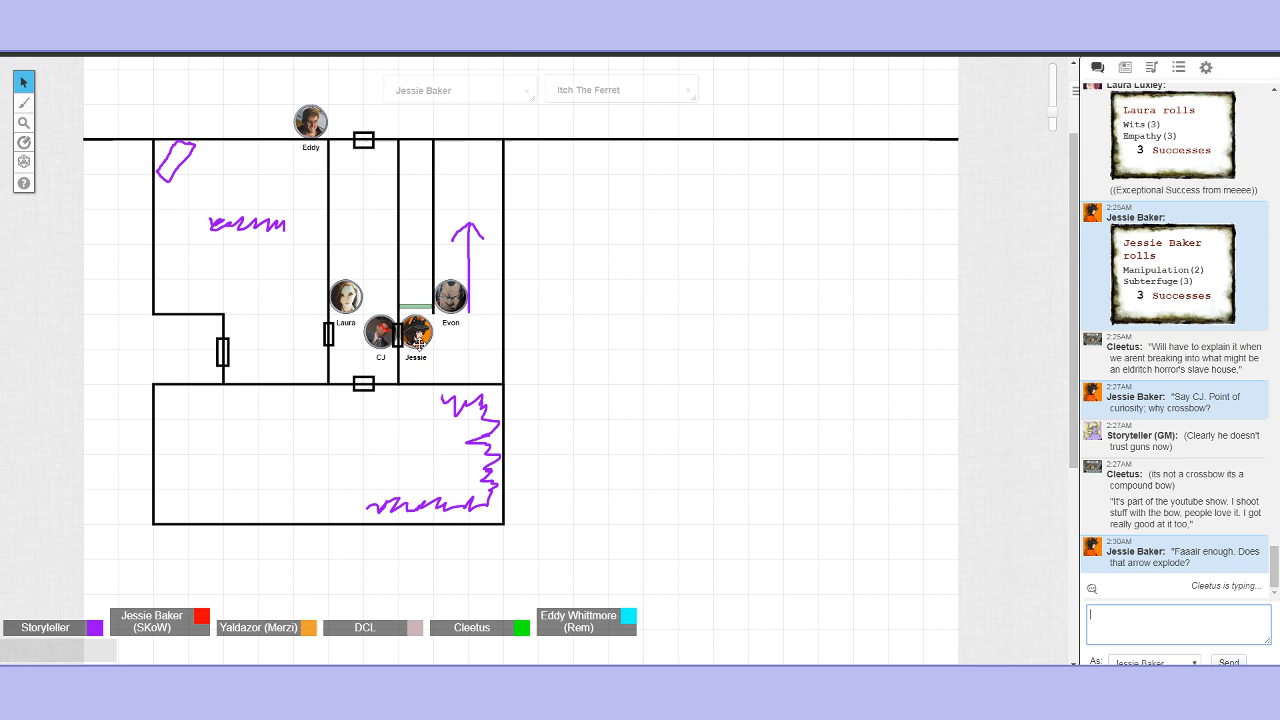 Jessie Baker
×
Itch The Ferret
×
Eddy
Laura
CJ
Jessie
Evon
Storyteller
Jessie Baker
(SKoW)
Yaldazor (Merzi)
DCL
Cleetus
Eddy Whittmore
(Rem)
Laura Luxley:
Laura rolls
Wits(3)
Empathy(3)
3 Successes
((Exceptional Success from meeee))
2:25AM
Jessie Baker:
Jessie Baker
rolls
Manipulation(2)
Subterfuge(3)
3 Successes
2:25AM
Cleetus: "Will have to explain it when
we arent breaking into what might be
an eldritch horror's slave house,"
2:27AM
Jessie Baker: "Say CJ. Point of
curiosity; why crossbow?
Storyteller (GM): (Clearly he doesn't
trust guns now)
2:27AM
Cleetus: (its not a crossbow its a
compound bow)
"It's part of the youtube show. I shoot
stuff with the bow, people love it. I got
really good at it too,"
2:30AM
Jessie Baker: "Faaair enough. Does
that arrow explode?
Cleetus is typing...
As: Jessie Baker
Send